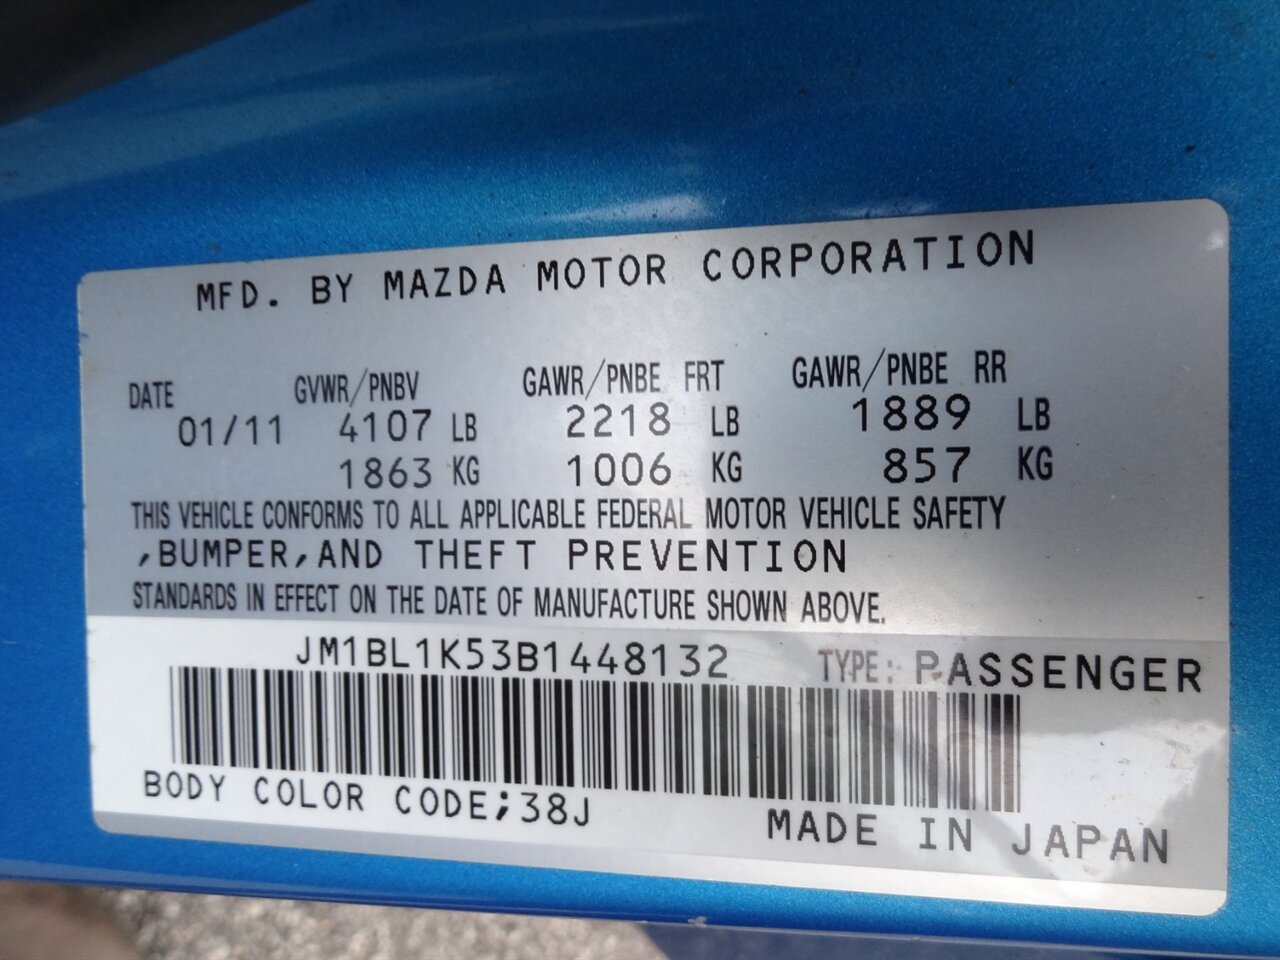 MFD. BY MAZDA MOTOR CORPORATION
DATE GVWR/PNBV GAWR/PNBE FRT GAWR/PNBE RR
01/11 4107 LB 2218 LB 1889 LB
1863 KG 1006 KG 857 KG
THIS VEHICLE CONFORMS TO ALL APPLICABLE FEDERAL MOTOR VEHICLE SAFETY
,BUMPER,AND THEFT PREVENTION
STANDARDS IN EFFECT ON THE DATE OF MANUFACTURE SHOWN ABOVE.
JM1BL1K53B1448132 TYPE: PASSENGER
BODY COLOR CODE;38J MADE IN JAPAN